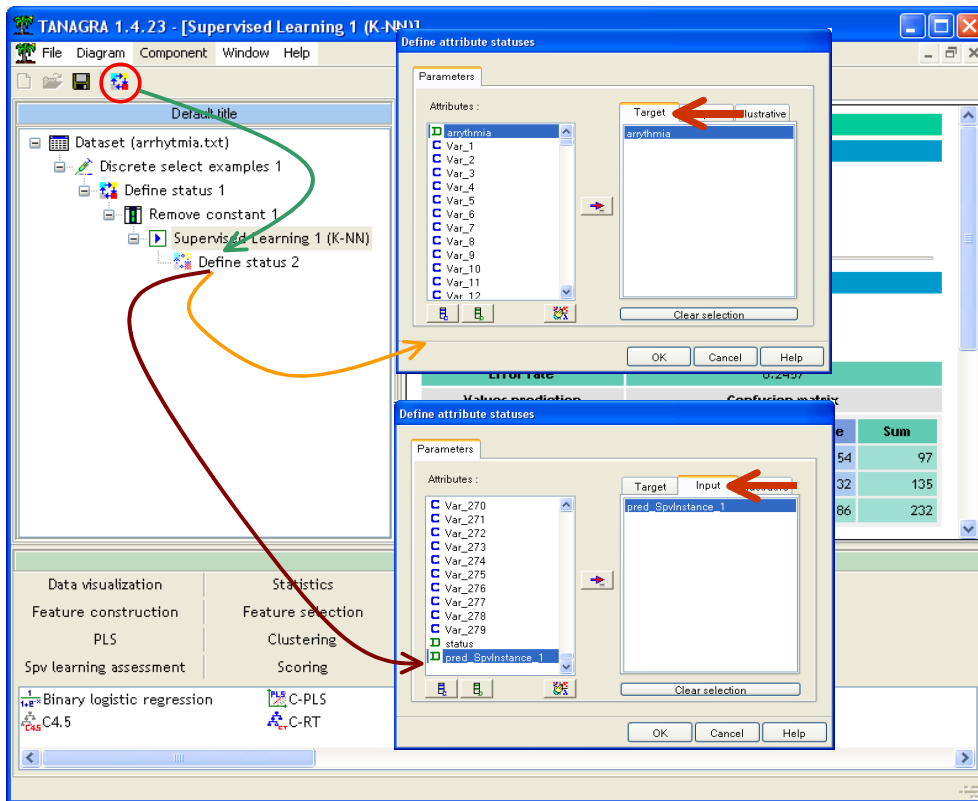 TANAGRA 1.4.23 - [Supervised Learning 1 (K-NN)]
File Diagram Component Window Help
Default title
Dataset (arrhytmia.txt)
Discrete select examples 1
Define status 1
Remove constant 1
Supervised Learning 1 (K-NN)
Define status 2
Define attribute statuses
Parameters
Attributes :
arrythmia
Var_1
Var_2
Var_3
Var_4
Var_5
Var_6
Var_7
Var_8
Var_9
Var_10
Var_11
Var_12
Target
Illustrative
arrythmia
Clear selection
OK Cancel Help
Error rate
Values prediction Confusion matrix
e Sum
54 97
32 135
86 232
Define attribute statuses
Parameters
Attributes :
Var_270
Var_271
Var_272
Var_273
Var_274
Var_275
Var_276
Var_277
Var_278
Var_279
status
pred_SpvInstance_1
Target Input
pred_SpvInstance_1
Clear selection
OK Cancel Help
Data visualization Statistics
Feature construction Feature selection
PLS Clustering
Spv learning assessment Scoring
Binary logistic regression C-PLS
C4.5 C-RT